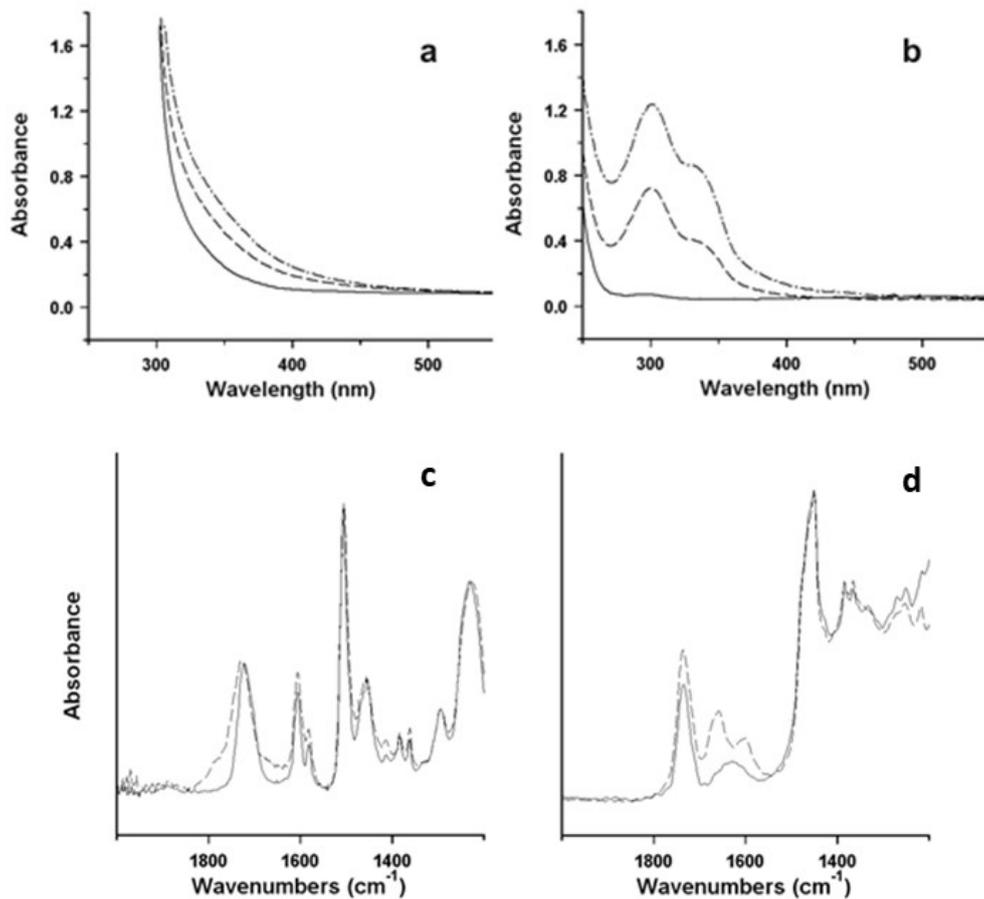 a
1.6
1.2
0.8
0.4
0.0
Absorbance
300 400 500
Wavelength (nm)
b
1.6
1.2
0.8
0.4
0.0
Absorbance
300 400 500
Wavelength (nm)
c
Absorbance
1800 1600 1400
Wavenumbers (cm⁻¹)
d
1800 1600 1400
Wavenumbers (cm⁻¹)